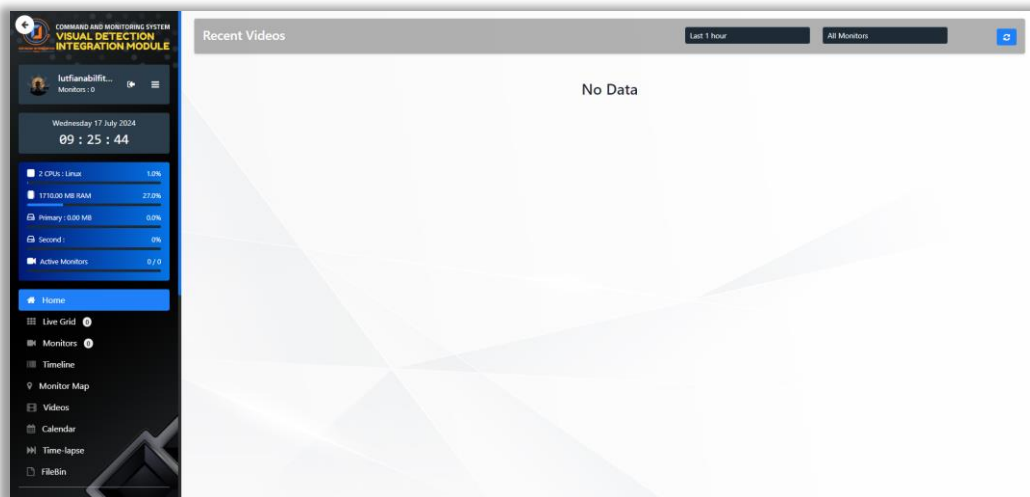 COMMAND AND MONITORING SYSTEM
VISUAL DETECTION
INTEGRATION MODULE
lutfianabilfit...
Monitors : 0
Wednesday 17 July 2024
09 : 25 : 44
2 CPUs : Linux 1.0%
1710.00 MB RAM 27.0%
Primary : 0.00 MB 0.0%
Second : 0%
Active Monitors 0 / 0
Home
Live Grid 0
Monitors 0
Timeline
Monitor Map
Videos
Calendar
Time-lapse
FileBin
Recent Videos
Last 1 hour
All Monitors
No Data